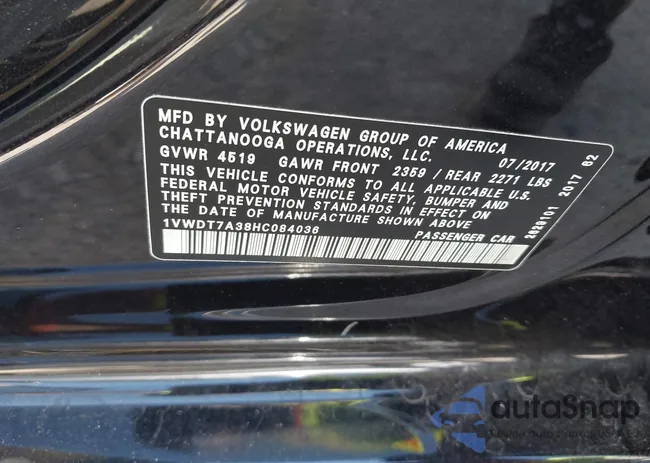 MFD BY VOLKSWAGEN GROUP OF AMERICA
CHATTANOOGA OPERATIONS, LLC. 07/2017
GVWR 4519 GAWR FRONT 2359 / REAR 2271 LBS
THIS VEHICLE CONFORMS TO ALL APPLICABLE U.S.
FEDERAL MOTOR VEHICLE SAFETY, BUMPER AND
THEFT PREVENTION STANDARDS IN EFFECT ON
THE DATE OF MANUFACTURE SHOWN ABOVE
1VWDT7A38HC084036 PASSENGER CAR
2620101 2017 62
autoSnap